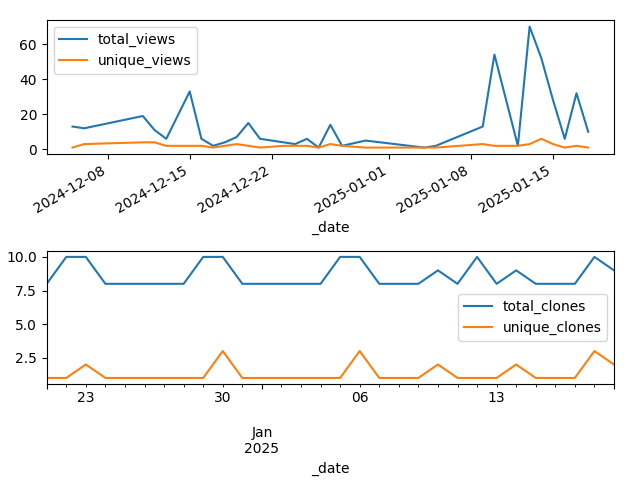 total_views
unique_views
60
40
20
0
2024-12-08
2024-12-15
2024-12-22
2025-01-01
2025-01-08
2025-01-15
_date
10.0
7.5
5.0
2.5
total_clones
unique_clones
23
30
06
13
Jan
2025
_date